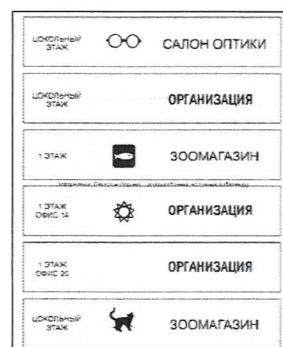 ЦОКОЛЬНЫЙ
ЭТАЖ
САЛОН ОПТИКИ
ЦОКОЛЬНЫЙ
ЭТАЖ
ОРГАНИЗАЦИЯ
1 ЭТАЖ
ЗООМАГАЗИН
1 ЭТАЖ
ОФИС 14
ОРГАНИЗАЦИЯ
1 ЭТАЖ
ОФИС 20
ОРГАНИЗАЦИЯ
ЦОКОЛЬНЫЙ
ЭТАЖ
ЗООМАГАЗИН